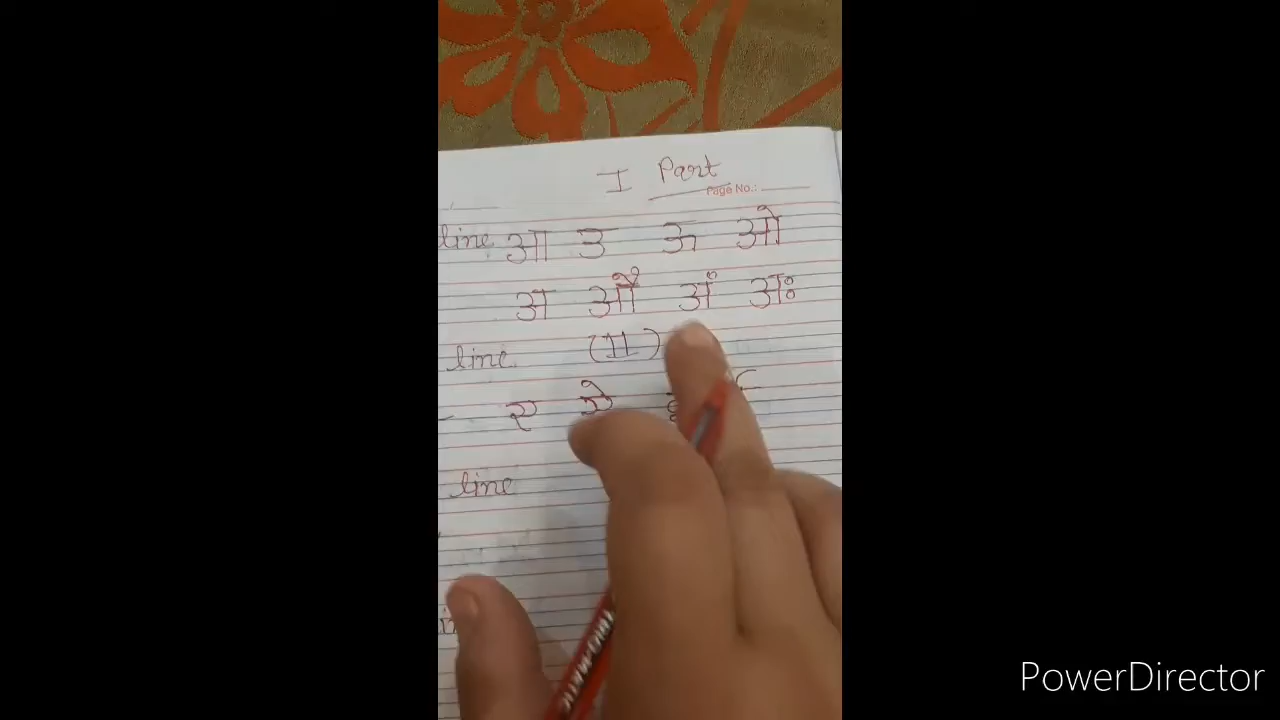 I Part
Page No.:
line आ उ ऊ ओ
अ औ अं अः
line (II)
ए ऐ
line
PowerDirector